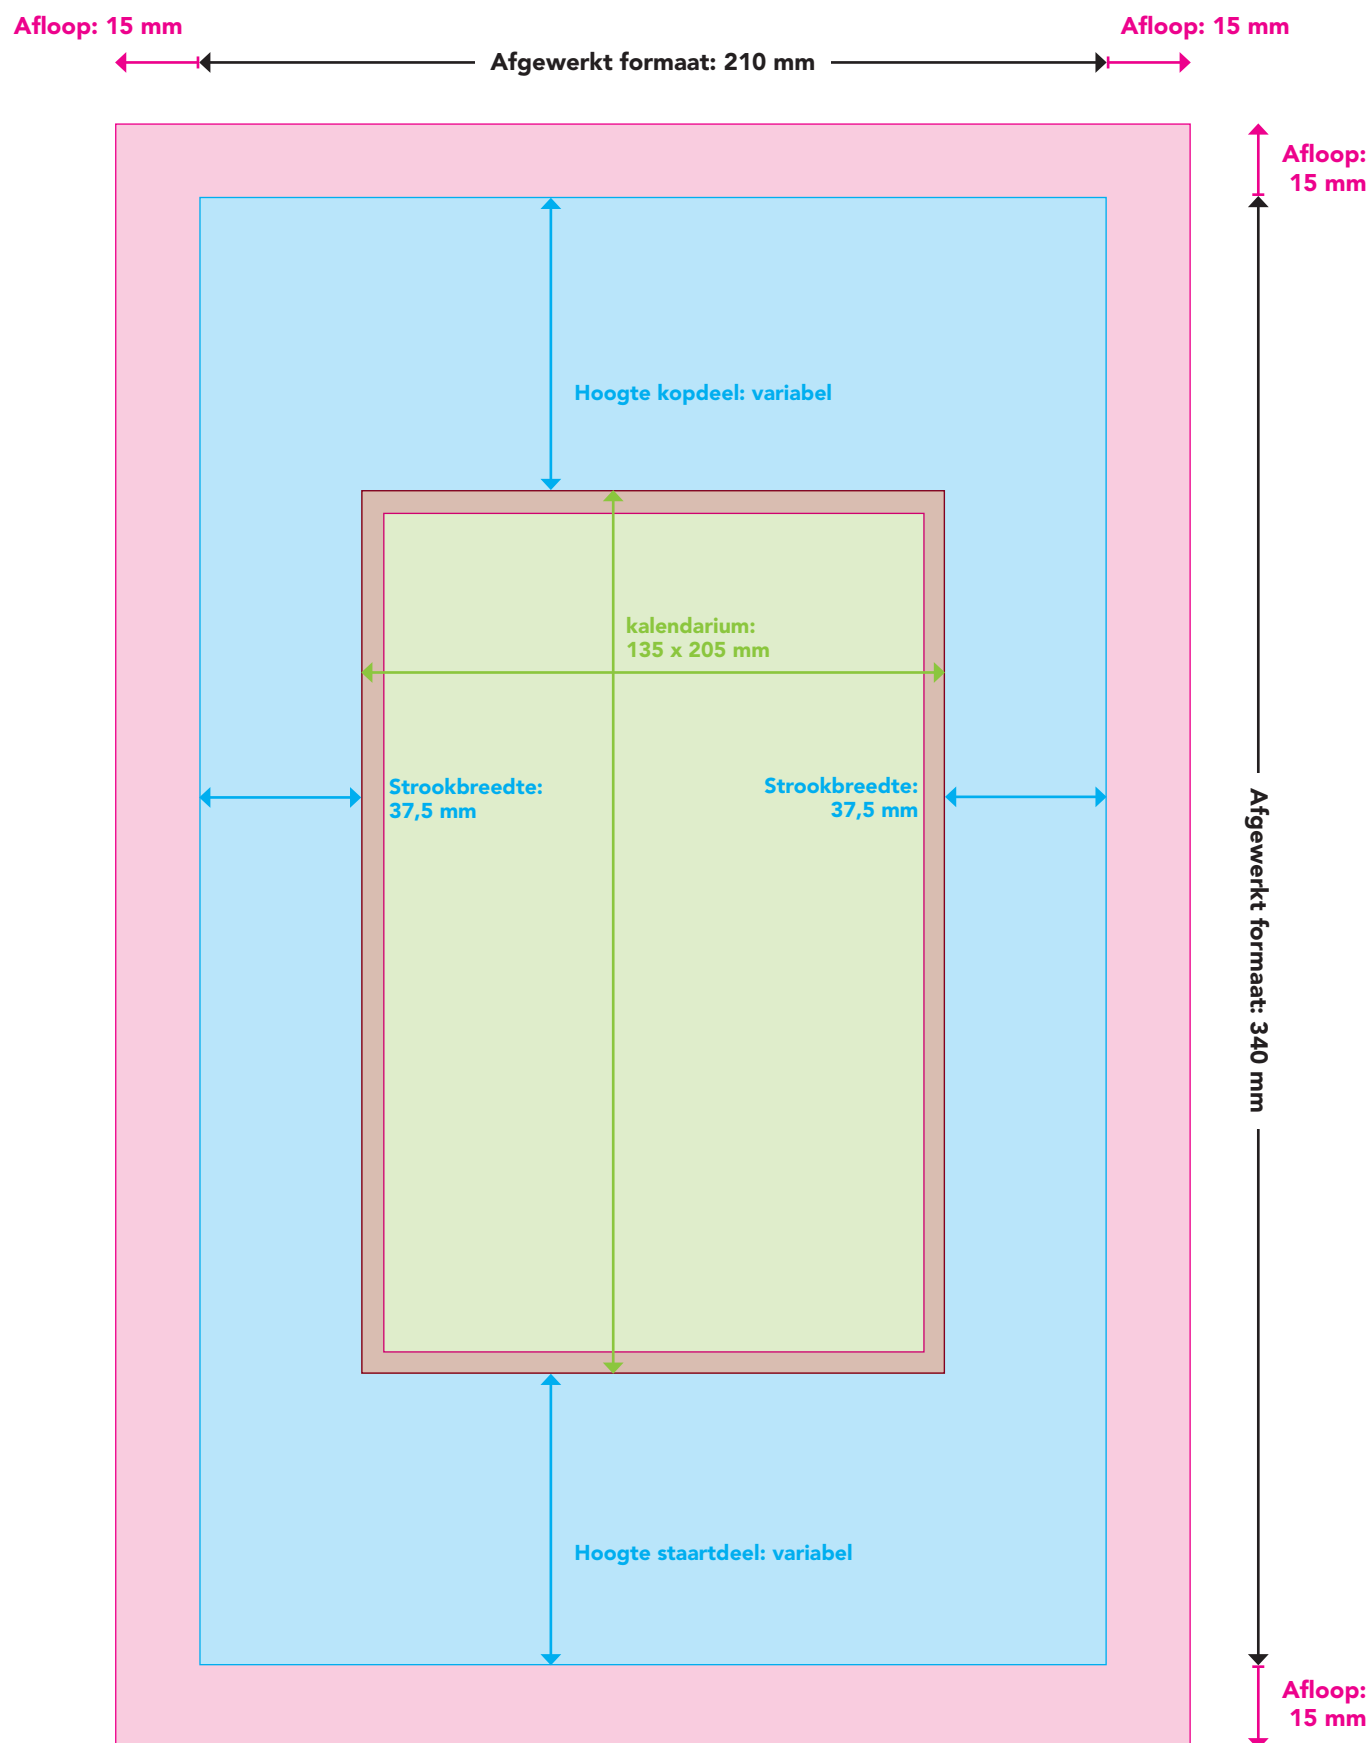 Afloop: 15 mm
Afloop: 15 mm
Afgewerkt formaat: 210 mm
Afloop:
15 mm
Hoogte kopdeel: variabel
kalendarium:
135 x 205 mm
Strookbreedte:
37,5 mm
Strookbreedte:
37,5 mm
Afgewerkt formaat: 340 mm
Hoogte staartdeel: variabel
Afloop:
15 mm